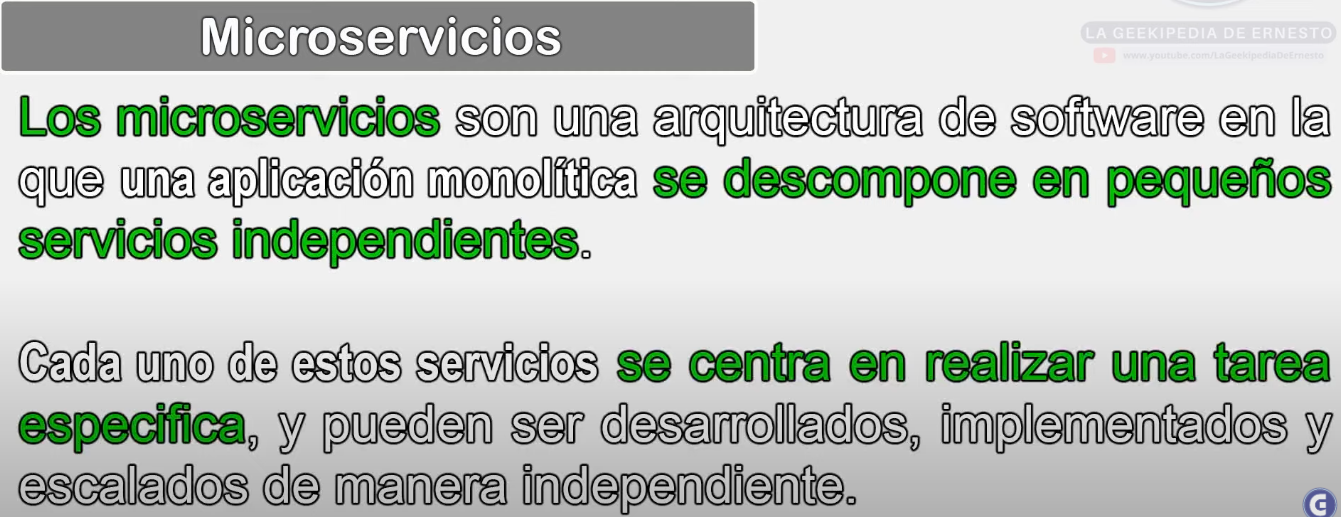 Microservicios
LA GEEKIPEDIA DE ERNESTO
www.youtube.com/LaGeekipediaDeErnesto
Los microservicios son una arquitectura de software en la
que una aplicación monolítica se descompone en pequeños
servicios independientes.
Cada uno de estos servicios se centra en realizar una tarea
especifica, y pueden ser desarrollados, implementados y
escalados de manera independiente.
G